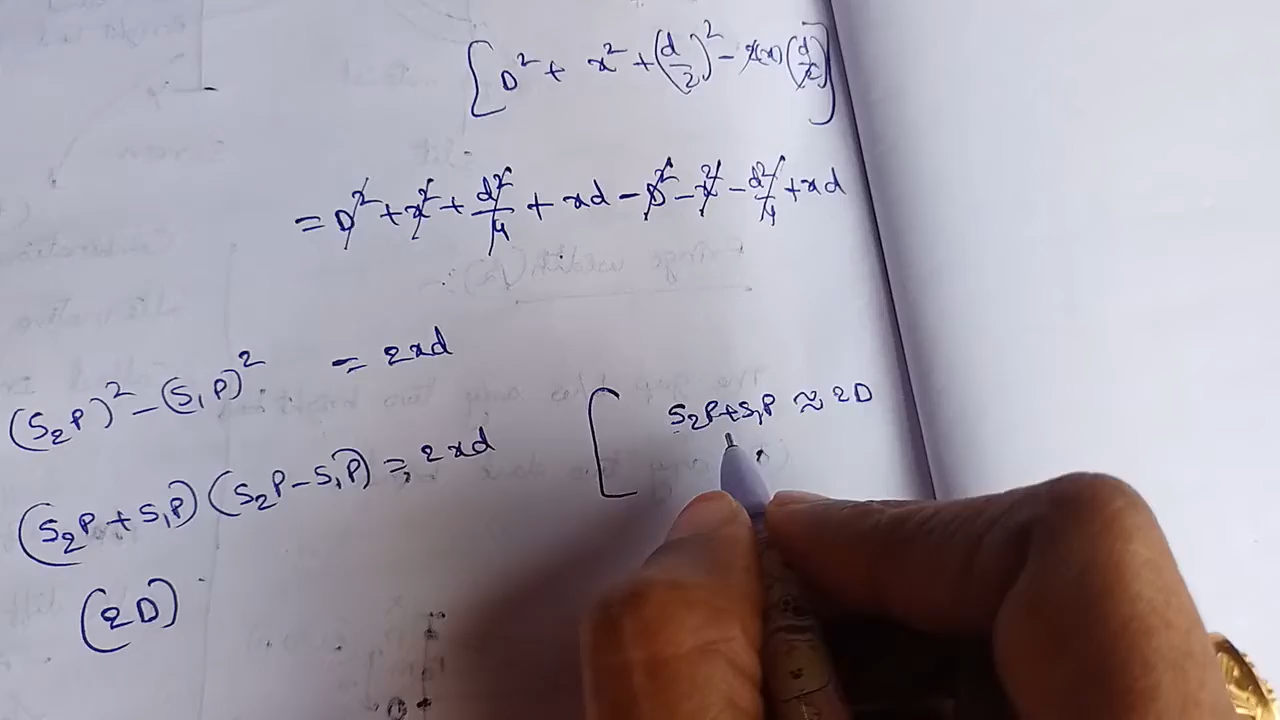 [D² + x² + (d/2)² - 2(x)(d/2)]
= D² + x² + d²/4 + xd - D² - x² - d²/4 + xd
(S₂P)² - (S₁P)² = 2xd
(S₂P + S₁P) (S₂P - S₁P) = 2xd
[ S₂P + S₁P ≈ 2D
(2D)